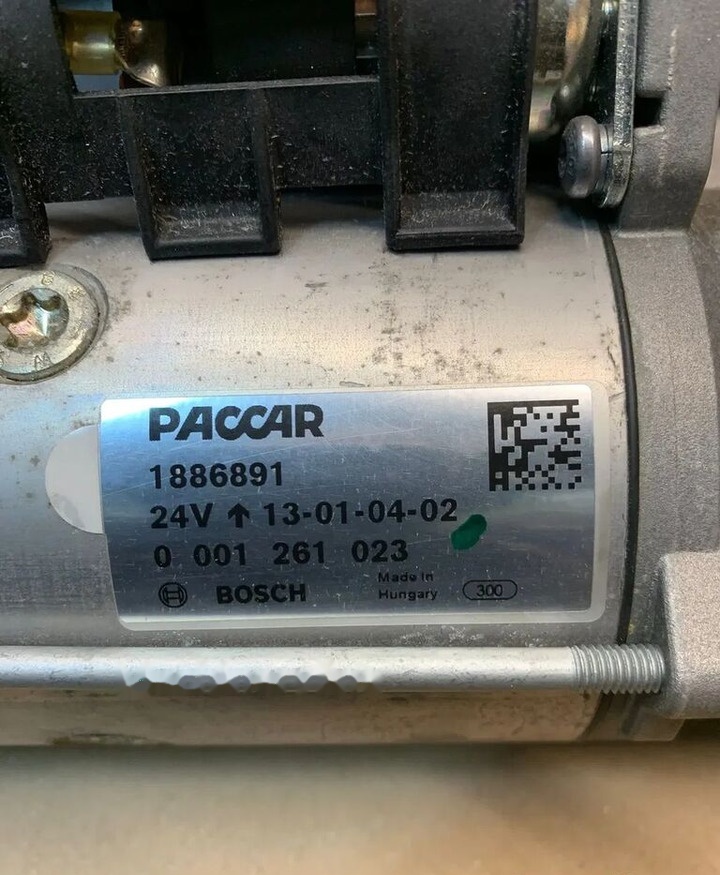 PACCAR
1886891
24V ↑ 13-01-04-02
0 001 261 023
BOSCH
Made in
Hungary
300